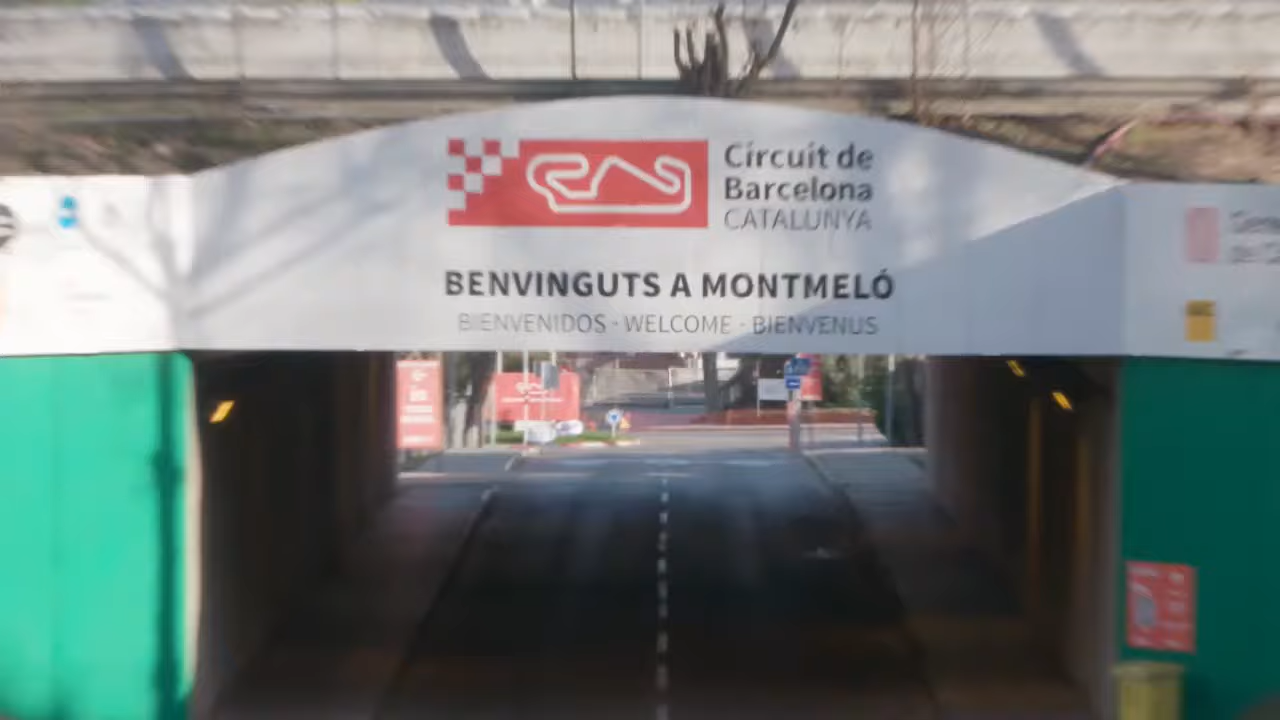 Circuit de
Barcelona
CATALUNYA
BENVINGUTS A MONTMELÓ
BIENVENIDOS - WELCOME - BIENVENUS